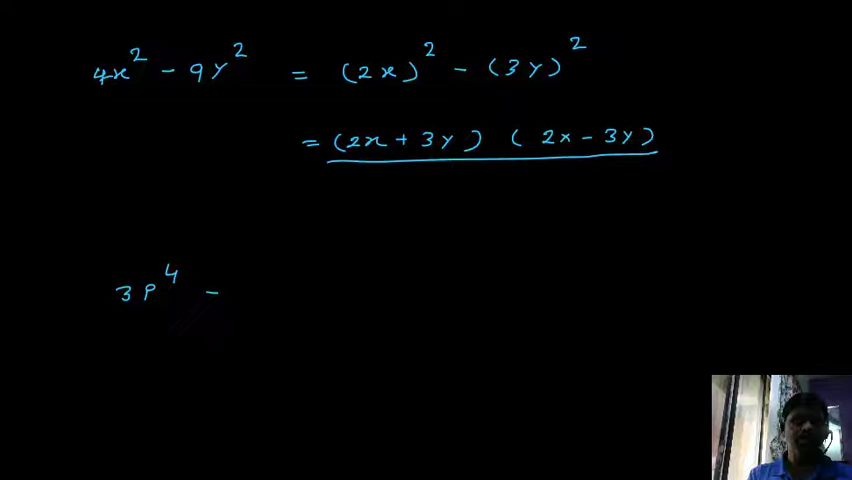 4x² - 9y² = (2x)² - (3y)²
= (2x + 3y) (2x - 3y)
3p⁴ -